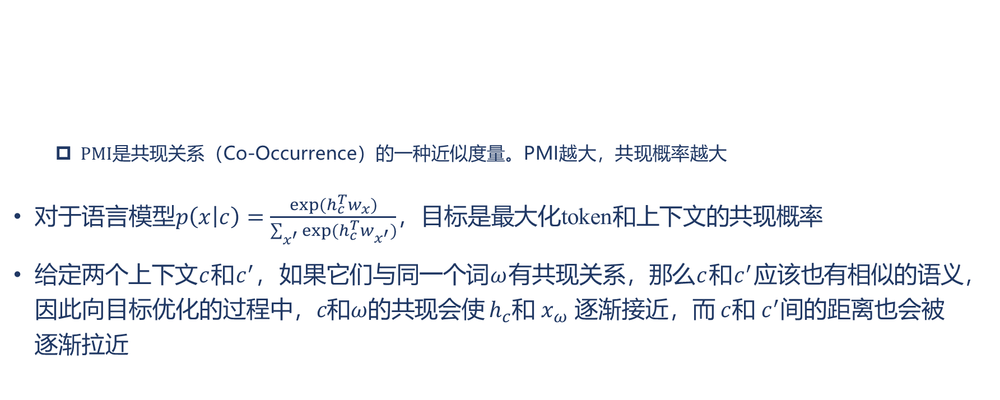 PMI是共现关系（Co-Occurrence）的一种近似度量。PMI越大，共现概率越大
• 对于语言模型$p(x|c) = \frac{\exp(h_c^T w_x)}{\sum_{x'} \exp(h_c^T w_{x'})}$，目标是最大化token和上下文的共现概率
• 给定两个上下文$c$和$c'$，如果它们与同一个词$\omega$有共现关系，那么$c$和$c'$应该也有相似的语义，
因此向目标优化的过程中，$c$和$\omega$的共现会使 $h_c$和 $x_\omega$ 逐渐接近，而 $c$和 $c'$间的距离也会被
逐渐拉近